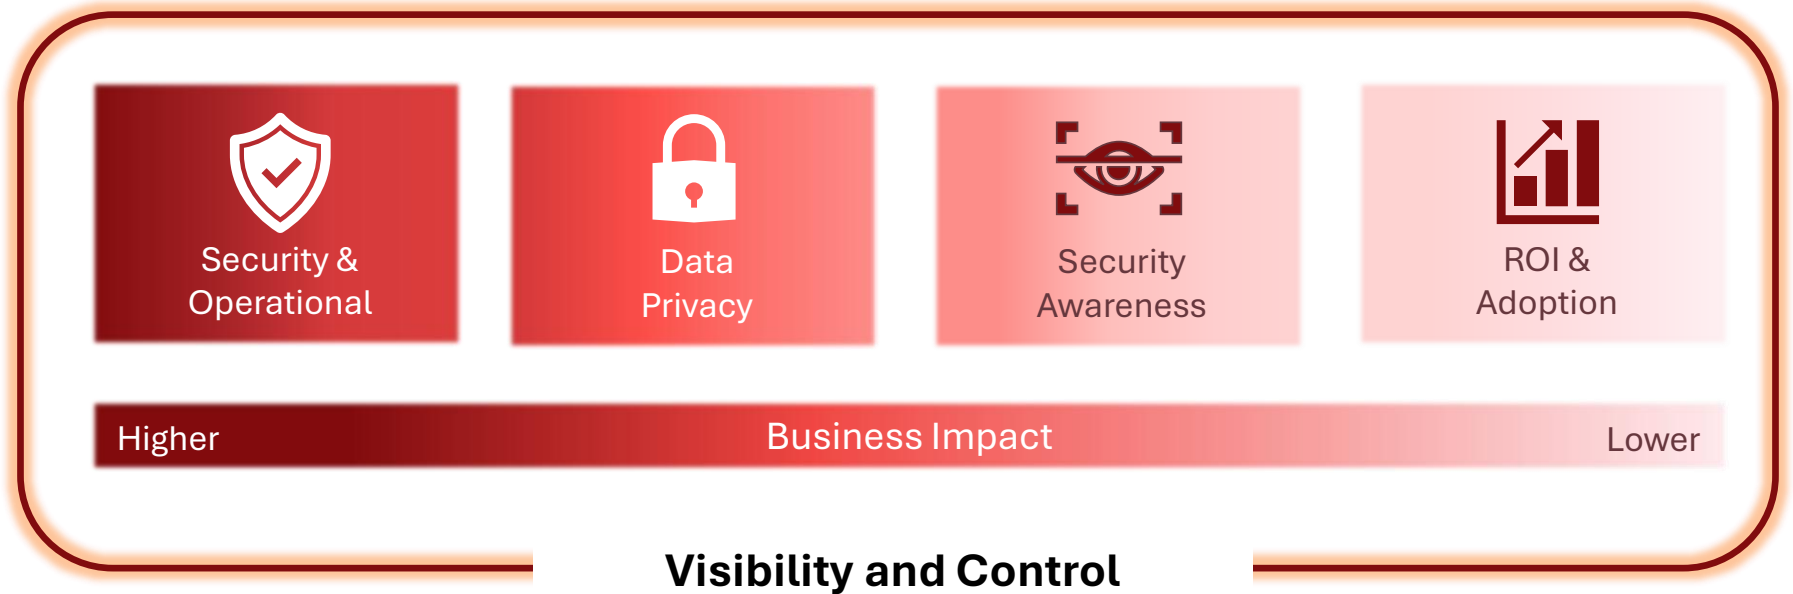 Security &
Operational
Data
Privacy
Security
Awareness
ROI &
Adoption
Higher
Business Impact
Lower
Visibility and Control